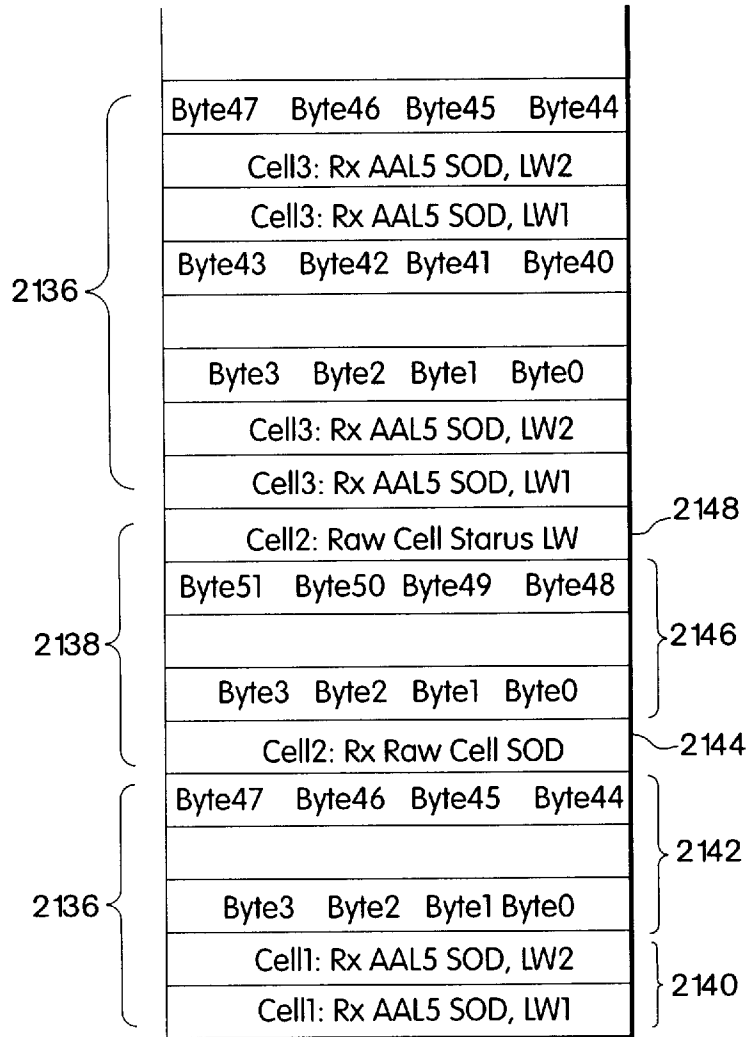 Byte47 Byte46 Byte45 Byte44
Cell3: Rx AAL5 SOD, LW2
Cell3: Rx AAL5 SOD, LW1
Byte43 Byte42 Byte41 Byte40
2136
Byte3 Byte2 Byte1 Byte0
Cell3: Rx AAL5 SOD, LW2
Cell3: Rx AAL5 SOD, LW1
2148
Cell2: Raw Cell Starus LW
Byte51 Byte50 Byte49 Byte48
2138
2146
Byte3 Byte2 Byte1 Byte0
Cell2: Rx Raw Cell SOD
2144
Byte47 Byte46 Byte45 Byte44
2142
2136
Byte3 Byte2 Byte1 Byte0
Cell1: Rx AAL5 SOD, LW2
2140
Cell1: Rx AAL5 SOD, LW1